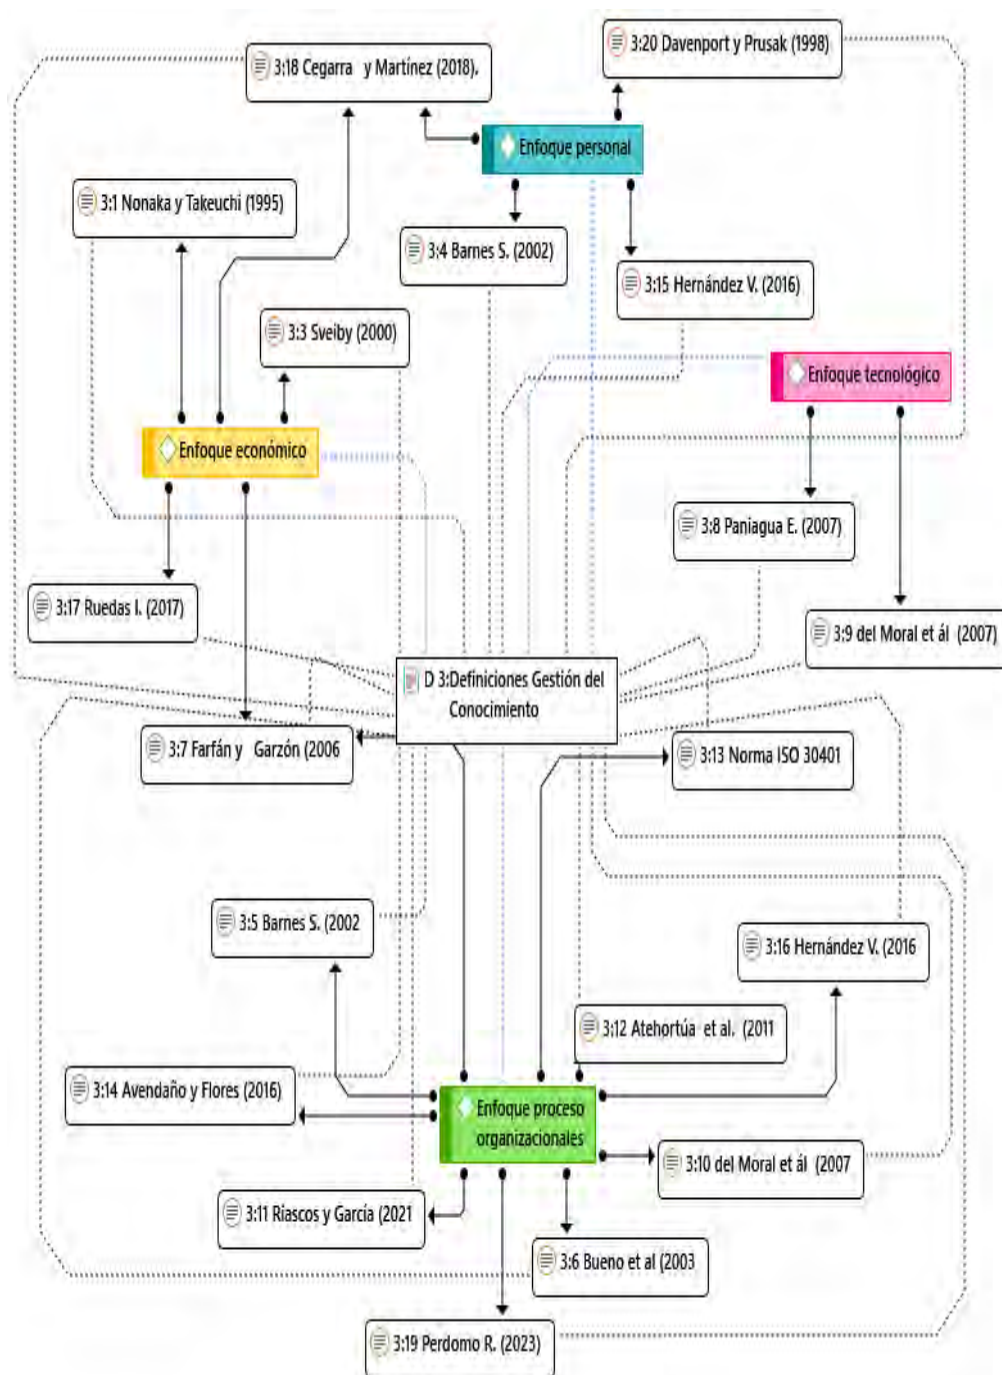 3:20 Davenport y Prusak (1998)
3:18 Cegarra y Martínez (2018).
Enfoque personal
3:1 Nonaka y Takeuchi (1995)
3:4 Barnes S. (2002)
3:15 Hernández V. (2016)
3:3 Sveiby (2000)
Enfoque tecnológico
Enfoque económico
3:8 Paniagua E. (2007)
3:17 Ruedas I. (2017)
3:9 del Moral et ál (2007)
D 3:Definiciones Gestión del
Conocimiento
3:7 Farfán y Garzón (2006
3:13 Norma ISO 30401
3:5 Barnes S. (2002
3:16 Hernández V. (2016
3:12 Atehortúa et al. (2011
3:14 Avendaño y Flores (2016)
Enfoque proceso
organizacionales
3:10 del Moral et ál (2007
3:11 Ríascos y García (2021
3:6 Bueno et al (2003
3:19 Perdomo R. (2023)